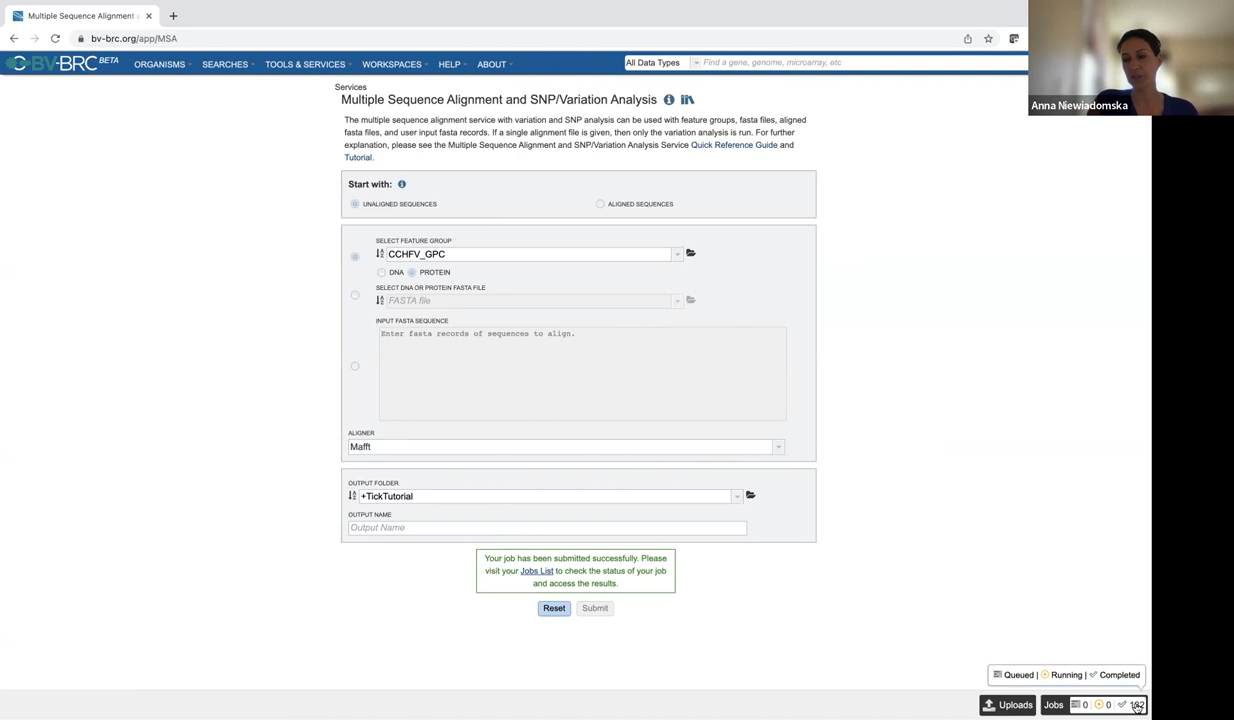 Multiple Sequence Alignment a
bv-brc.org/app/MSA
BV-BRC BETA
ORGANISMS
SEARCHES
TOOLS & SERVICES
WORKSPACES
HELP
ABOUT
All Data Types
Find a gene, genome, microarray, etc
Anna Niewiadomska
Services
Multiple Sequence Alignment and SNP/Variation Analysis
The multiple sequence alignment service with variation and SNP analysis can be used with feature groups, fasta files, aligned
fasta files, and user input fasta records. If a single alignment file is given, then only the variation analysis is run. For further
explanation, please see the Multiple Sequence Alignment and SNP/Variation Analysis Service Quick Reference Guide and
Tutorial.
Start with:
UNALIGNED SEQUENCES
ALIGNED SEQUENCES
SELECT FEATURE GROUP
CCHFV_GPC
DNA
PROTEIN
SELECT DNA OR PROTEIN FASTA FILE
FASTA file
INPUT FASTA SEQUENCE
Enter fasta records of sequences to align.
ALIGNER
Mafft
OUTPUT FOLDER
+TickTutorial
OUTPUT NAME
Output Name
Your job has been submitted successfully. Please
visit your Jobs List to check the status of your job
and access the results.
Reset
Submit
Queued | Running | Completed
Uploads
Jobs
0
0